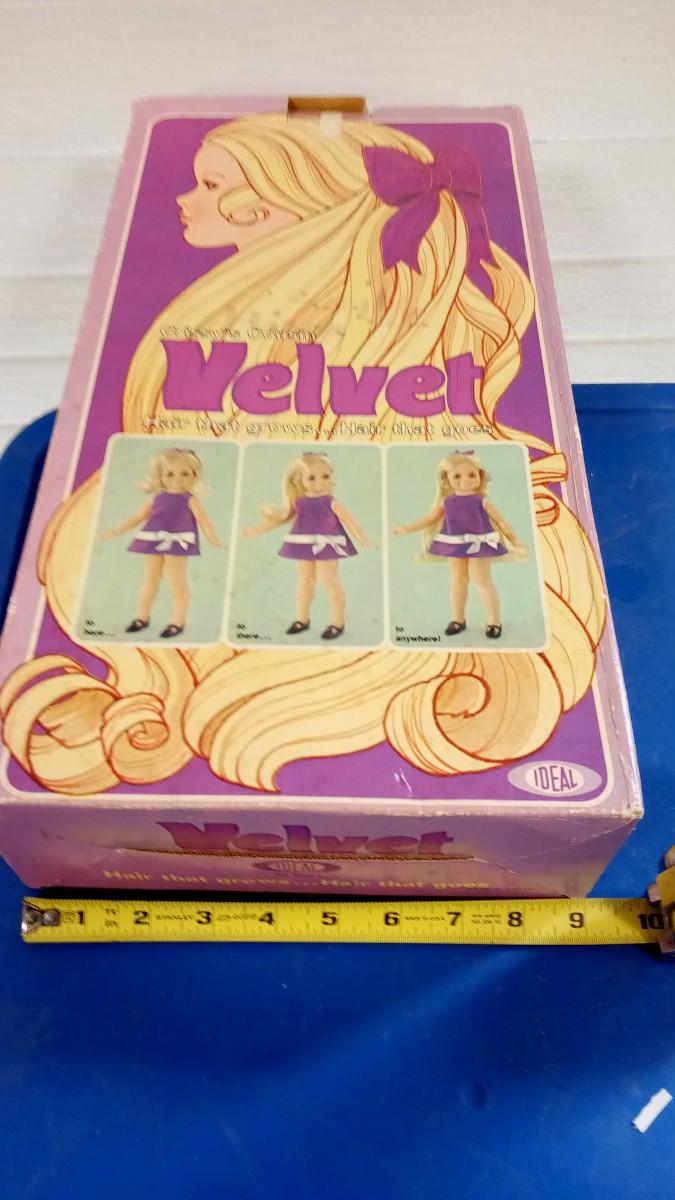 Crissy's Cousin
Velvet
Hair that grows...Hair that goes
to here...
to there...
to anywhere!
IDEAL
Velvet
IDEAL
Hair that grows...Hair that goes
1 2 STANLEY 3 4 5 6 7 8 9 10